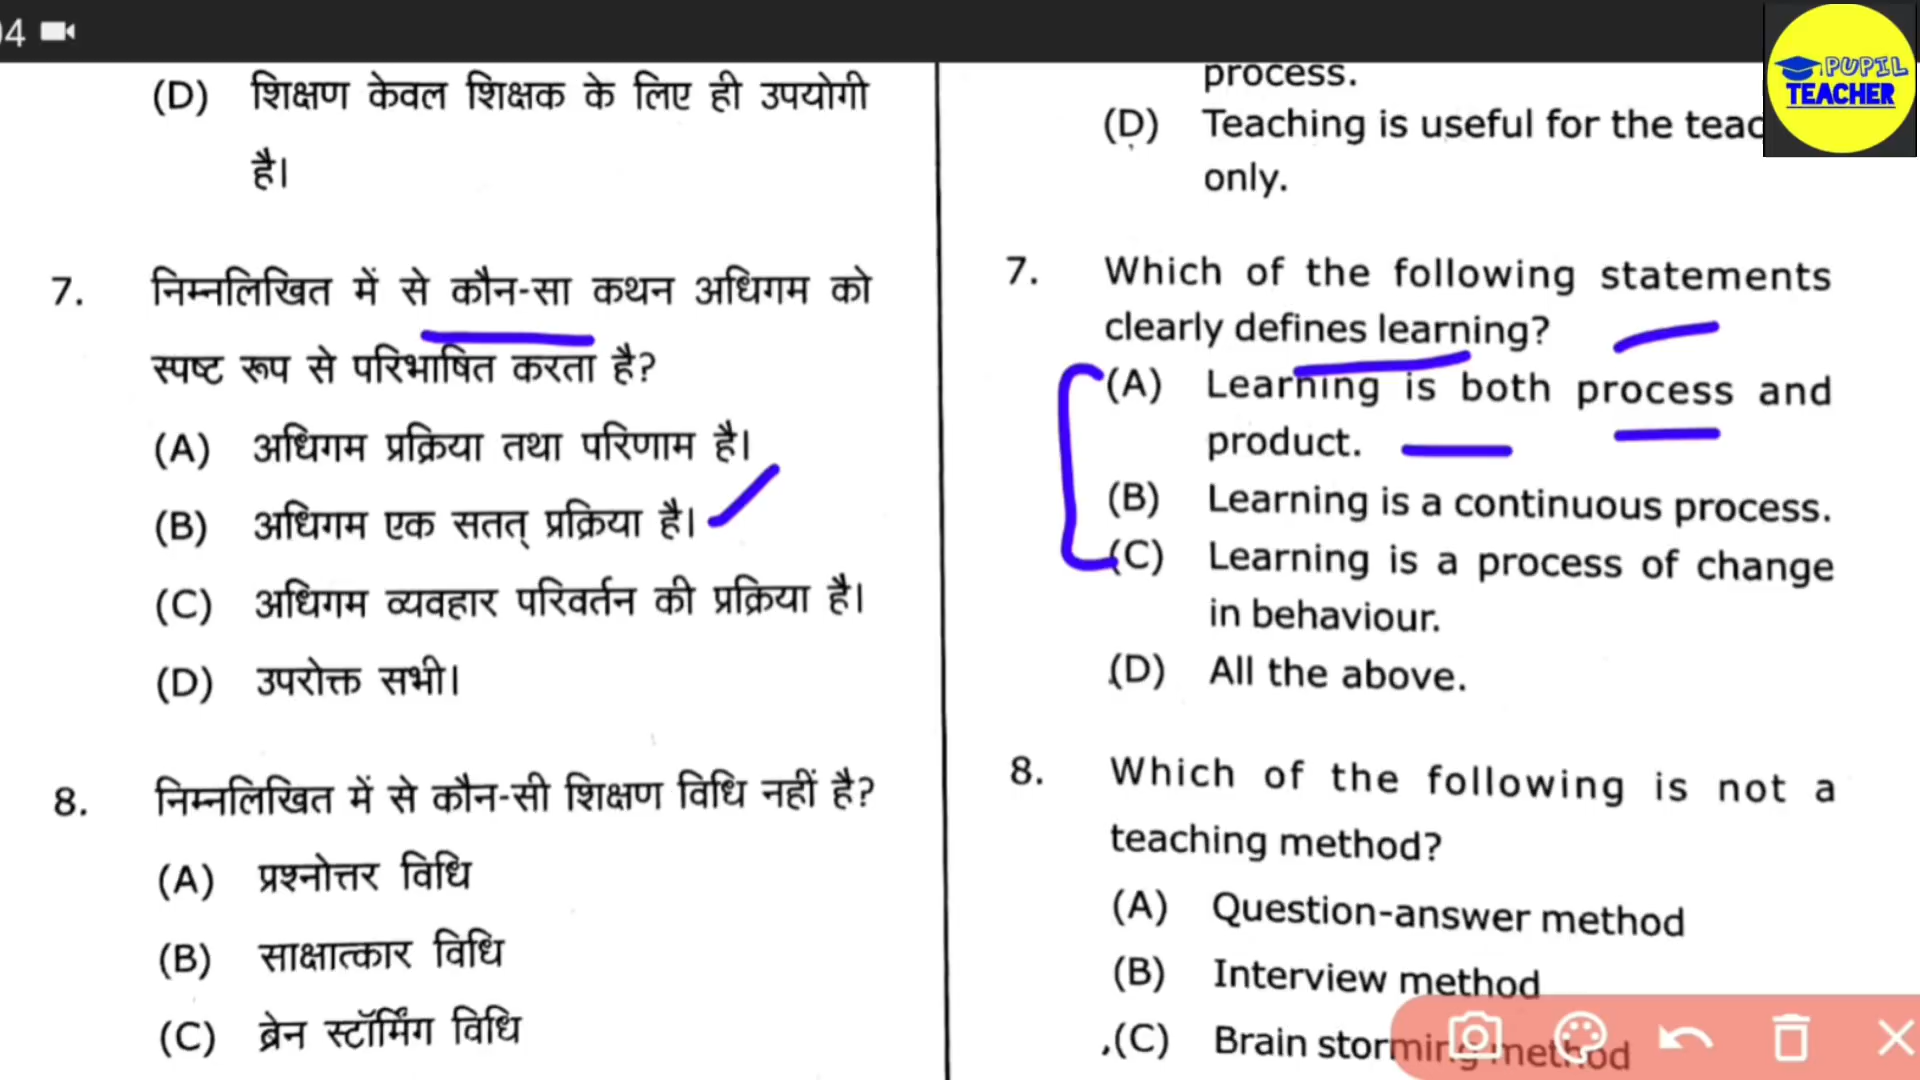 04
PUPIL
TEACHER
(D) शिक्षण केवल शिक्षक के लिए ही उपयोगी
है।
7. निम्नलिखित में से कौन-सा कथन अधिगम को
स्पष्ट रूप से परिभाषित करता है?
(A) अधिगम प्रक्रिया तथा परिणाम है।
(B) अधिगम एक सतत् प्रक्रिया है।
(C) अधिगम व्यवहार परिवर्तन की प्रक्रिया है।
(D) उपरोक्त सभी।
8. निम्नलिखित में से कौन-सी शिक्षण विधि नहीं है?
(A) प्रश्नोत्तर विधि
(B) साक्षात्कार विधि
(C) ब्रेन स्टॉर्मिंग विधि
process.
(D) Teaching is useful for the teac
only.
7. Which of the following statements
clearly defines learning?
(A) Learning is both process and
product.
(B) Learning is a continuous process.
(C) Learning is a process of change
in behaviour.
(D) All the above.
8. Which of the following is not a
teaching method?
(A) Question-answer method
(B) Interview method
(C) Brain storming method